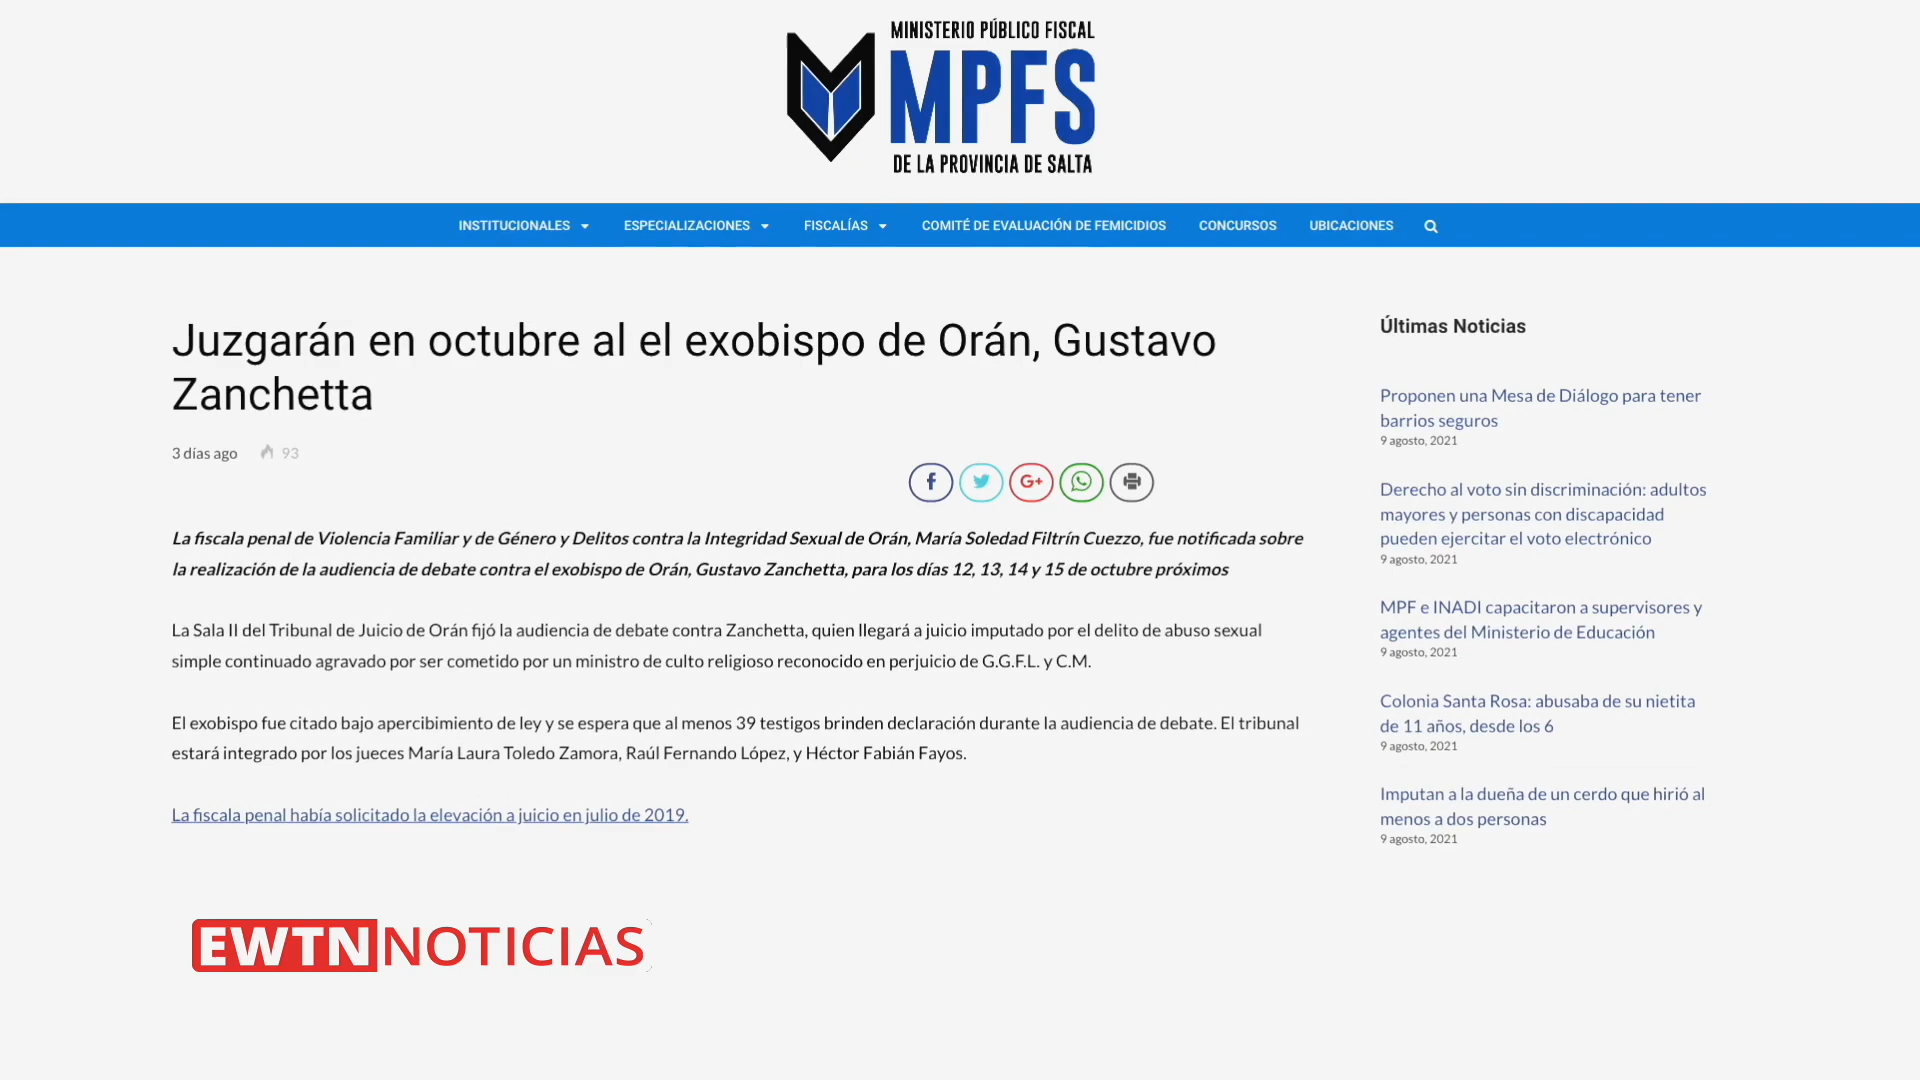 MINISTERIO PÚBLICO FISCAL
MPFS
DE LA PROVINCIA DE SALTA
INSTITUCIONALES ESPECIALIZACIONES FISCALÍAS COMITÉ DE EVALUACIÓN DE FEMICIDIOS CONCURSOS UBICACIONES
Juzgarán en octubre al el exobispo de Orán, Gustavo
Zanchetta
3 días ago 93
La fiscala penal de Violencia Familiar y de Género y Delitos contra la Integridad Sexual de Orán, María Soledad Filtrín Cuezzo, fue notificada sobre
la realización de la audiencia de debate contra el exobispo de Orán, Gustavo Zanchetta, para los días 12, 13, 14 y 15 de octubre próximos
La Sala II del Tribunal de Juicio de Orán fijó la audiencia de debate contra Zanchetta, quien llegará a juicio imputado por el delito de abuso sexual
simple continuado agravado por ser cometido por un ministro de culto religioso reconocido en perjuicio de G.G.F.L. y C.M.
El exobispo fue citado bajo apercibimiento de ley y se espera que al menos 39 testigos brinden declaración durante la audiencia de debate. El tribunal
estará integrado por los jueces María Laura Toledo Zamora, Raúl Fernando López, y Héctor Fabián Fayos.
La fiscala penal había solicitado la elevación a juicio en julio de 2019.
Últimas Noticias
Proponen una Mesa de Diálogo para tener
barrios seguros
9 agosto, 2021
Derecho al voto sin discriminación: adultos
mayores y personas con discapacidad
pueden ejercitar el voto electrónico
9 agosto, 2021
MPF e INADI capacitaron a supervisores y
agentes del Ministerio de Educación
9 agosto, 2021
Colonia Santa Rosa: abusaba de su nietita
de 11 años, desde los 6
9 agosto, 2021
Imputan a la dueña de un cerdo que hirió al
menos a dos personas
9 agosto, 2021
EWTN NOTICIAS